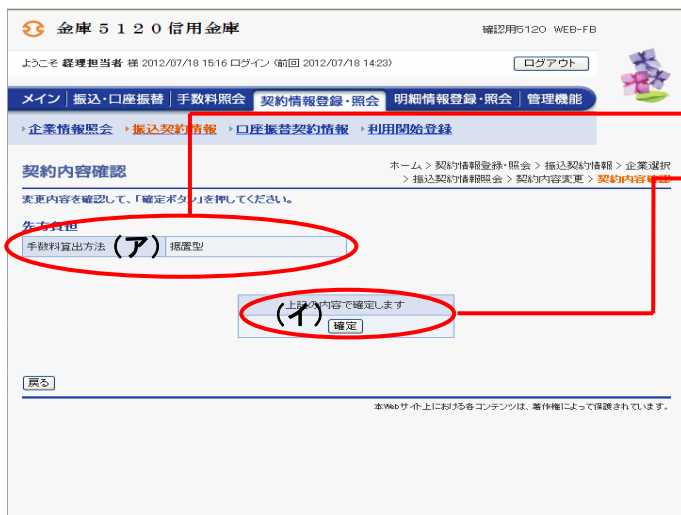 金庫5120信用金庫
確認用5120 WEB-FB
ようこそ 経理担当者 様 2012/07/18 15:16 ログイン (前回 2012/07/18 14:23)
ログアウト
メイン 振込・口座振替 手数料照会 契約情報登録・照会 明細情報登録・照会 管理機能
企業情報照会 振込契約情報 口座振替契約情報 利用開始登録
契約内容確認
ホーム > 契約情報登録・照会 > 振込契約情報 > 企業選択
> 振込契約情報照会 > 契約内容変更 > 契約内容確認
変更内容を確認して、「確定ボタン」を押してください。
先方負担
手数料算出方法 (ア) 据置型
上記の内容で確定します
(イ) 確定
戻る
本Webサイト上における各コンテンツは、著作権によって保護されています。